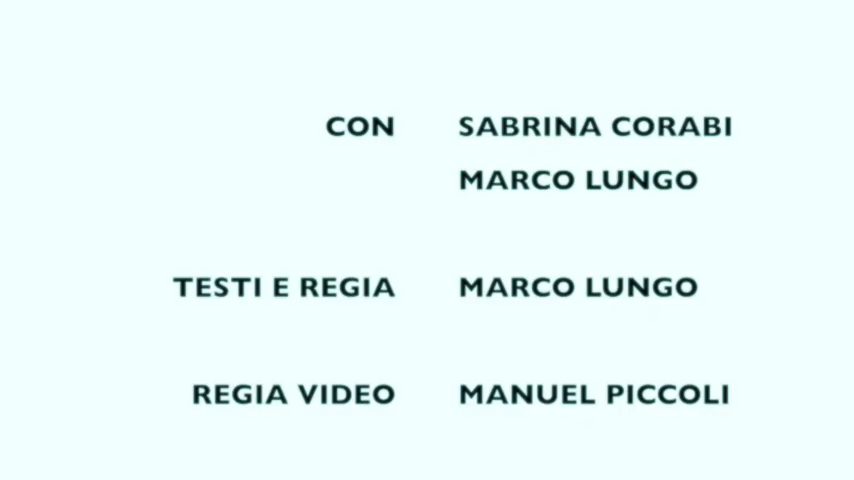 CON SABRINA CORABI
MARCO LUNGO
TESTI E REGIA MARCO LUNGO
REGIA VIDEO MANUEL PICCOLI